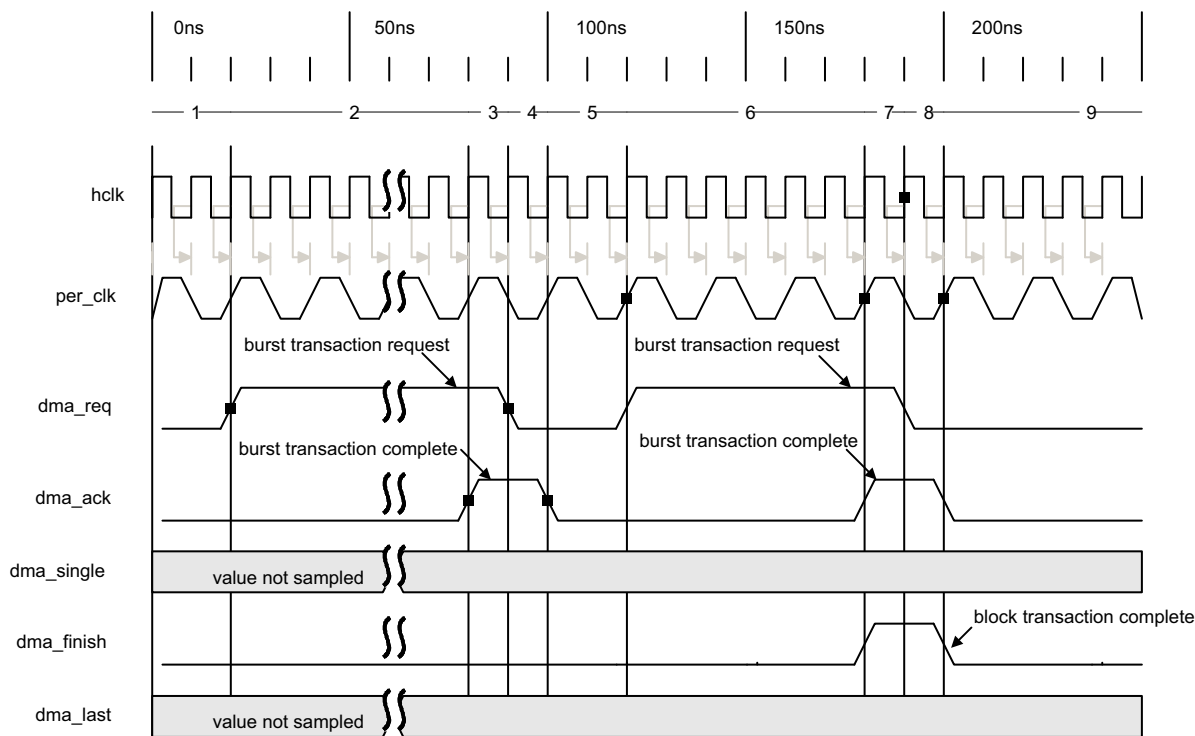 0ns 50ns 100ns 150ns 200ns
1 2 3 4 5 6 7 8 9
hclk
per_clk
burst transaction request burst transaction request
dma_req
burst transaction complete burst transaction complete
dma_ack
dma_single value not sampled
block transaction complete
dma_finish
dma_last value not sampled